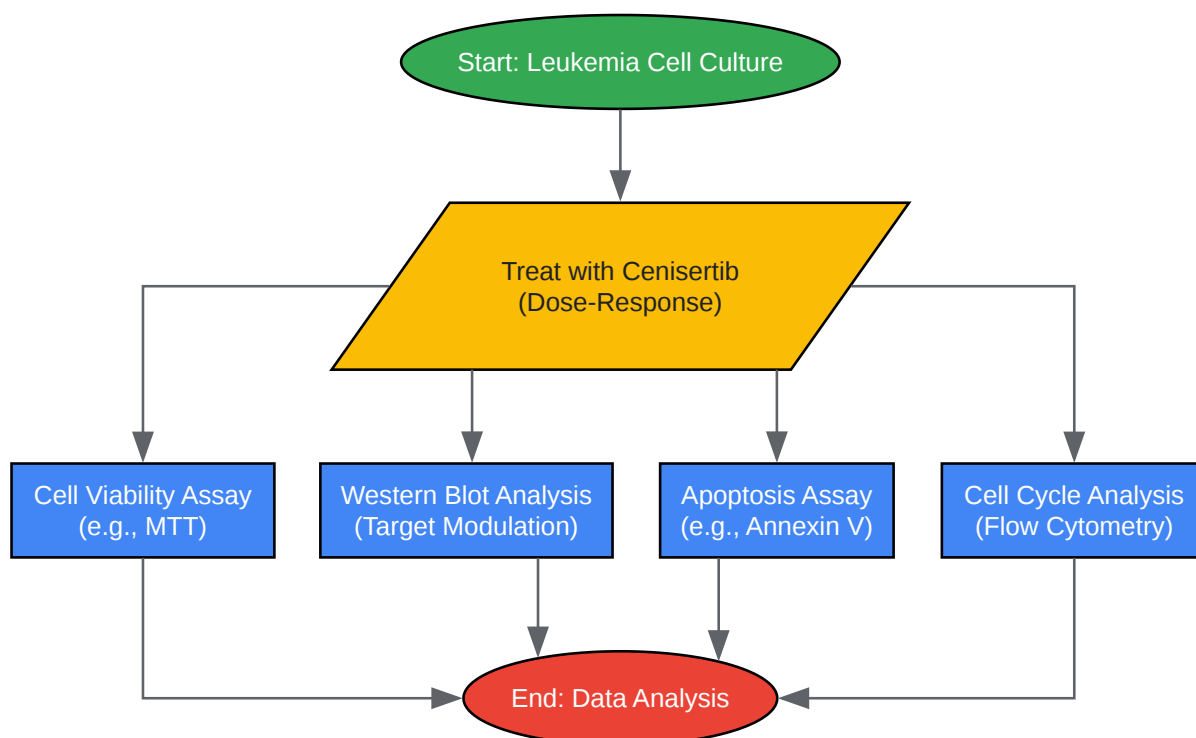 Start: Leukemia Cell Culture
Treat with Cenisertib
(Dose-Response)
Cell Viability Assay
(e.g., MTT)
Western Blot Analysis
(Target Modulation)
Apoptosis Assay
(e.g., Annexin V)
Cell Cycle Analysis
(Flow Cytometry)
End: Data Analysis